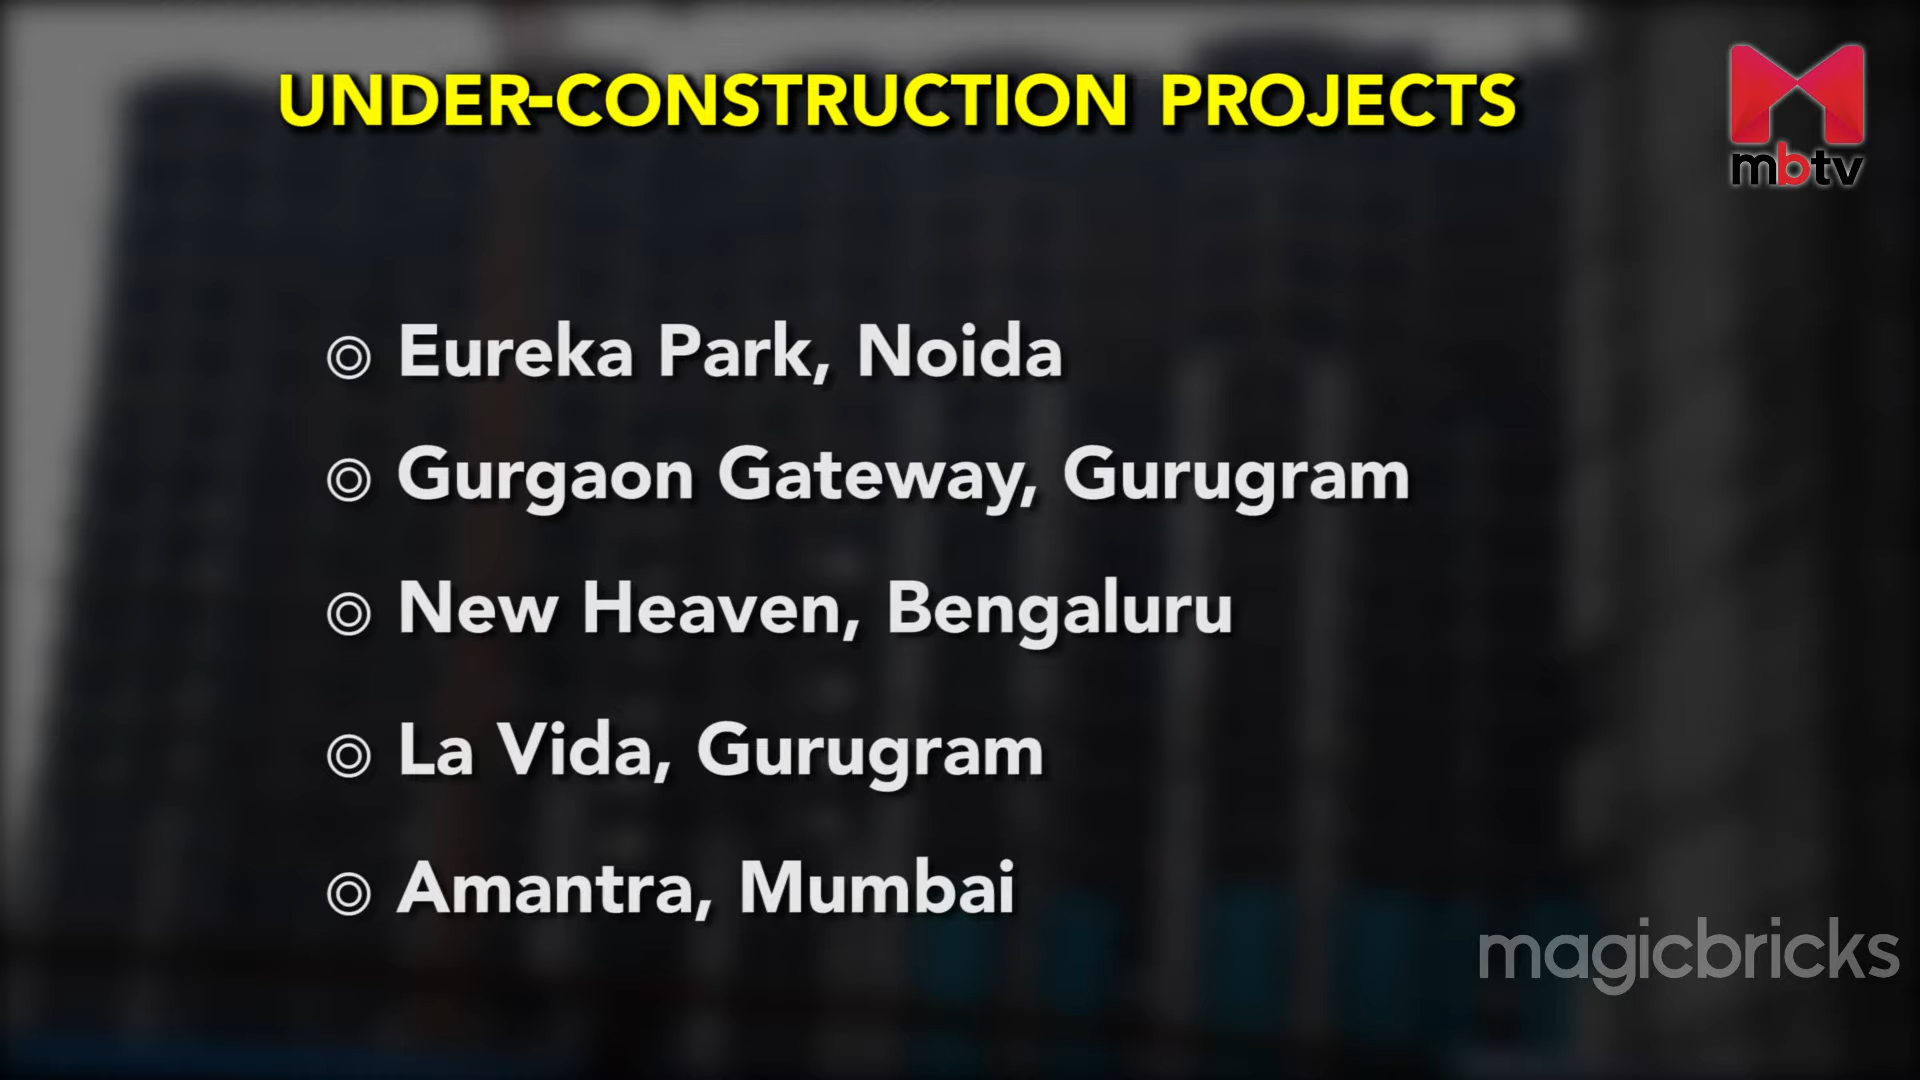 UNDER-CONSTRUCTION PROJECTS
mbtv
◎ Eureka Park, Noida
◎ Gurgaon Gateway, Gurugram
◎ New Heaven, Bengaluru
◎ La Vida, Gurugram
◎ Amantra, Mumbai
magicbricks